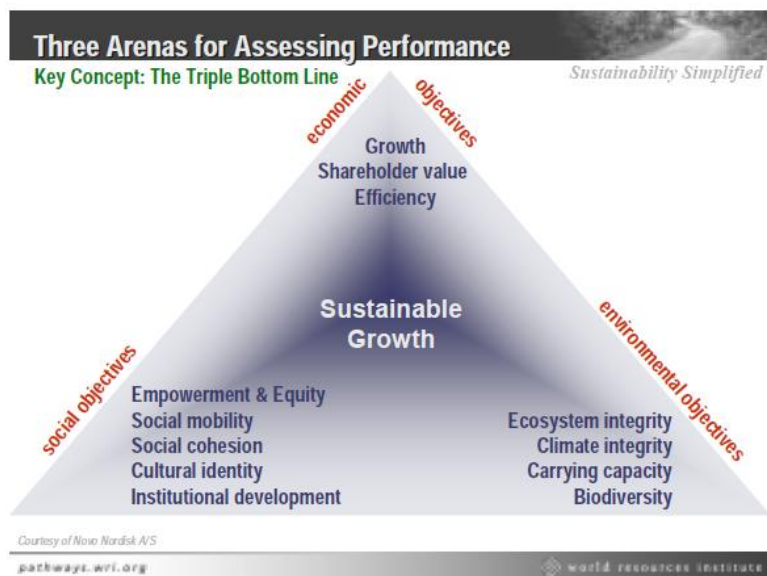 Three Arenas for Assessing Performance
Key Concept: The Triple Bottom Line
Sustainability Simplified
economic objectives
Growth
Shareholder value
Efficiency
Sustainable
Growth
social objectives
environmental objectives
Empowerment & Equity
Social mobility
Social cohesion
Cultural identity
Institutional development
Ecosystem integrity
Climate integrity
Carrying capacity
Biodiversity
Courtesy of Novo Nordisk A/S
pathways.wri.org
world resources institute